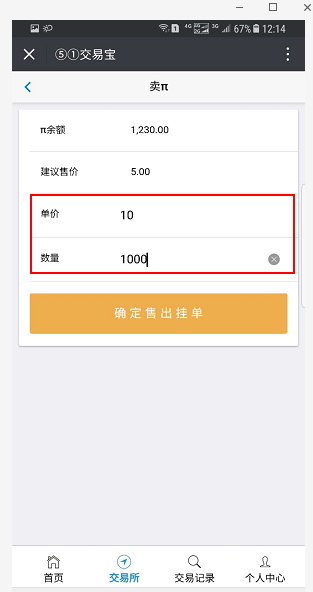 67% 12:14
⑤①交易宝
卖π
π余额 1,230.00
建议售价 5.00
单价 10
数量 1000
确定售出挂单
首页 交易所 交易记录 个人中心